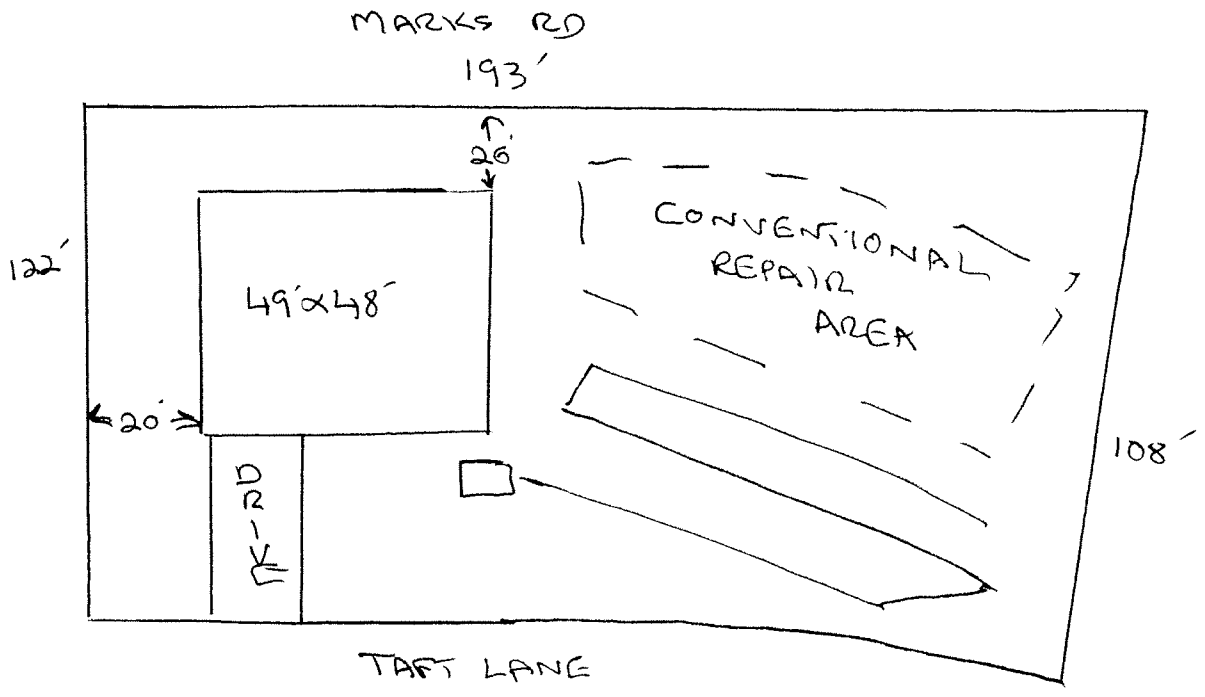 MARKS RD
193'
26'
CONVENTIONAL
REPAIR
AREA
122'
49'x48'
20'
108'
DRIVE
TAFT LANE